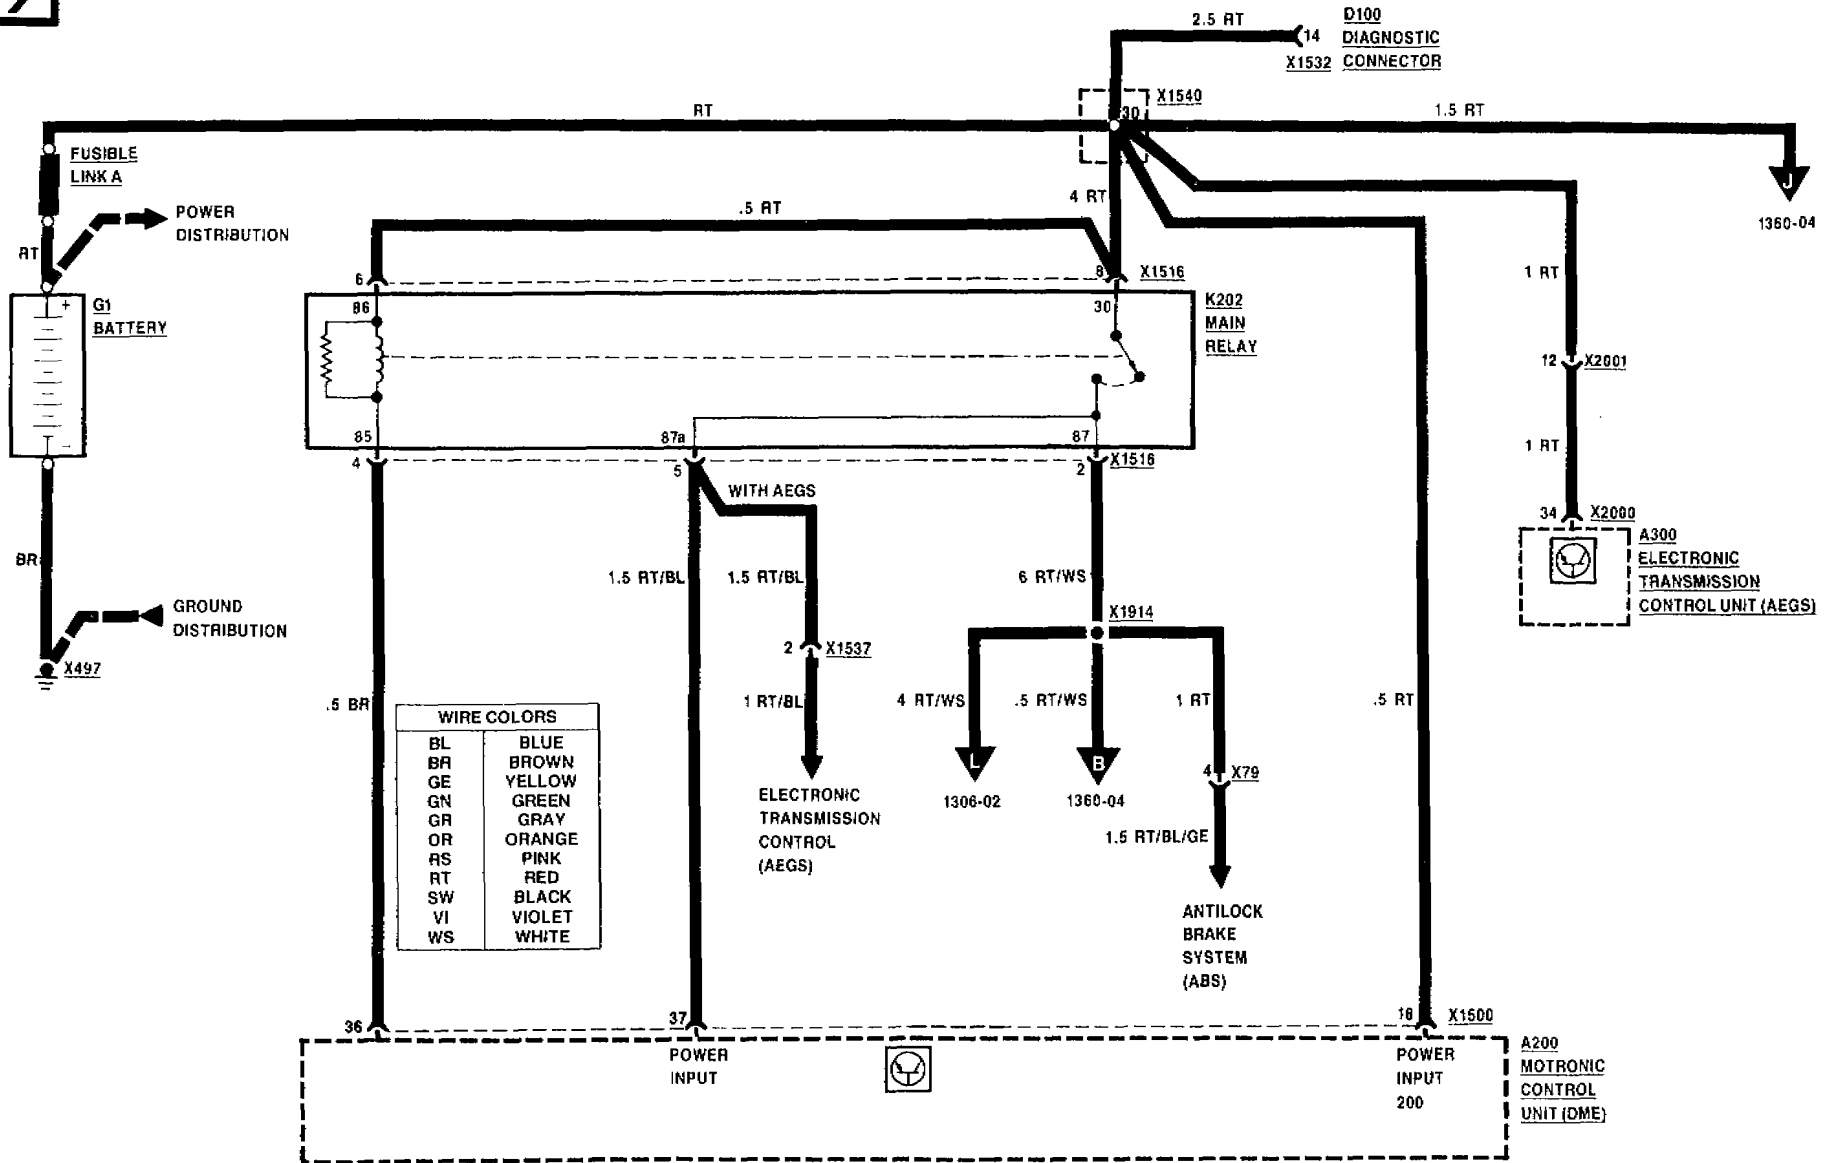 2.5 RT
D100
14 DIAGNOSTIC
X1532 CONNECTOR
X1540
30
RT
1.5 RT
FUSIBLE
LINK A
POWER
DISTRIBUTION
RT
4 RT
.5 RT
J
1360-04
6
8
X1516
1 RT
G1
BATTERY
+
-
86
30
K202
MAIN
RELAY
12 X2001
85
87a
87
4
5
2
X1516
1 RT
WITH AEGS
34 X2000
A300
ELECTRONIC
TRANSMISSION
CONTROL UNIT (AEGS)
BR
1.5 RT/BL
1.5 RT/BL
6 RT/WS
GROUND
DISTRIBUTION
X1914
X497
2 X1537
.5 BR
1 RT/BL
4 RT/WS
.5 RT/WS
1 RT
.5 RT
WIRE COLORS
BL BLUE
BR BROWN
GE YELLOW
GN GREEN
GR GRAY
OR ORANGE
RS PINK
RT RED
SW BLACK
VI VIOLET
WS WHITE
L
B
4 X79
1306-02
1360-04
ELECTRONIC
TRANSMISSION
CONTROL
(AEGS)
1.5 RT/BL/GE
ANTILOCK
BRAKE
SYSTEM
(ABS)
36
37
18
X1500
POWER
INPUT
POWER
INPUT
200
A200
MOTRONIC
CONTROL
UNIT (DME)